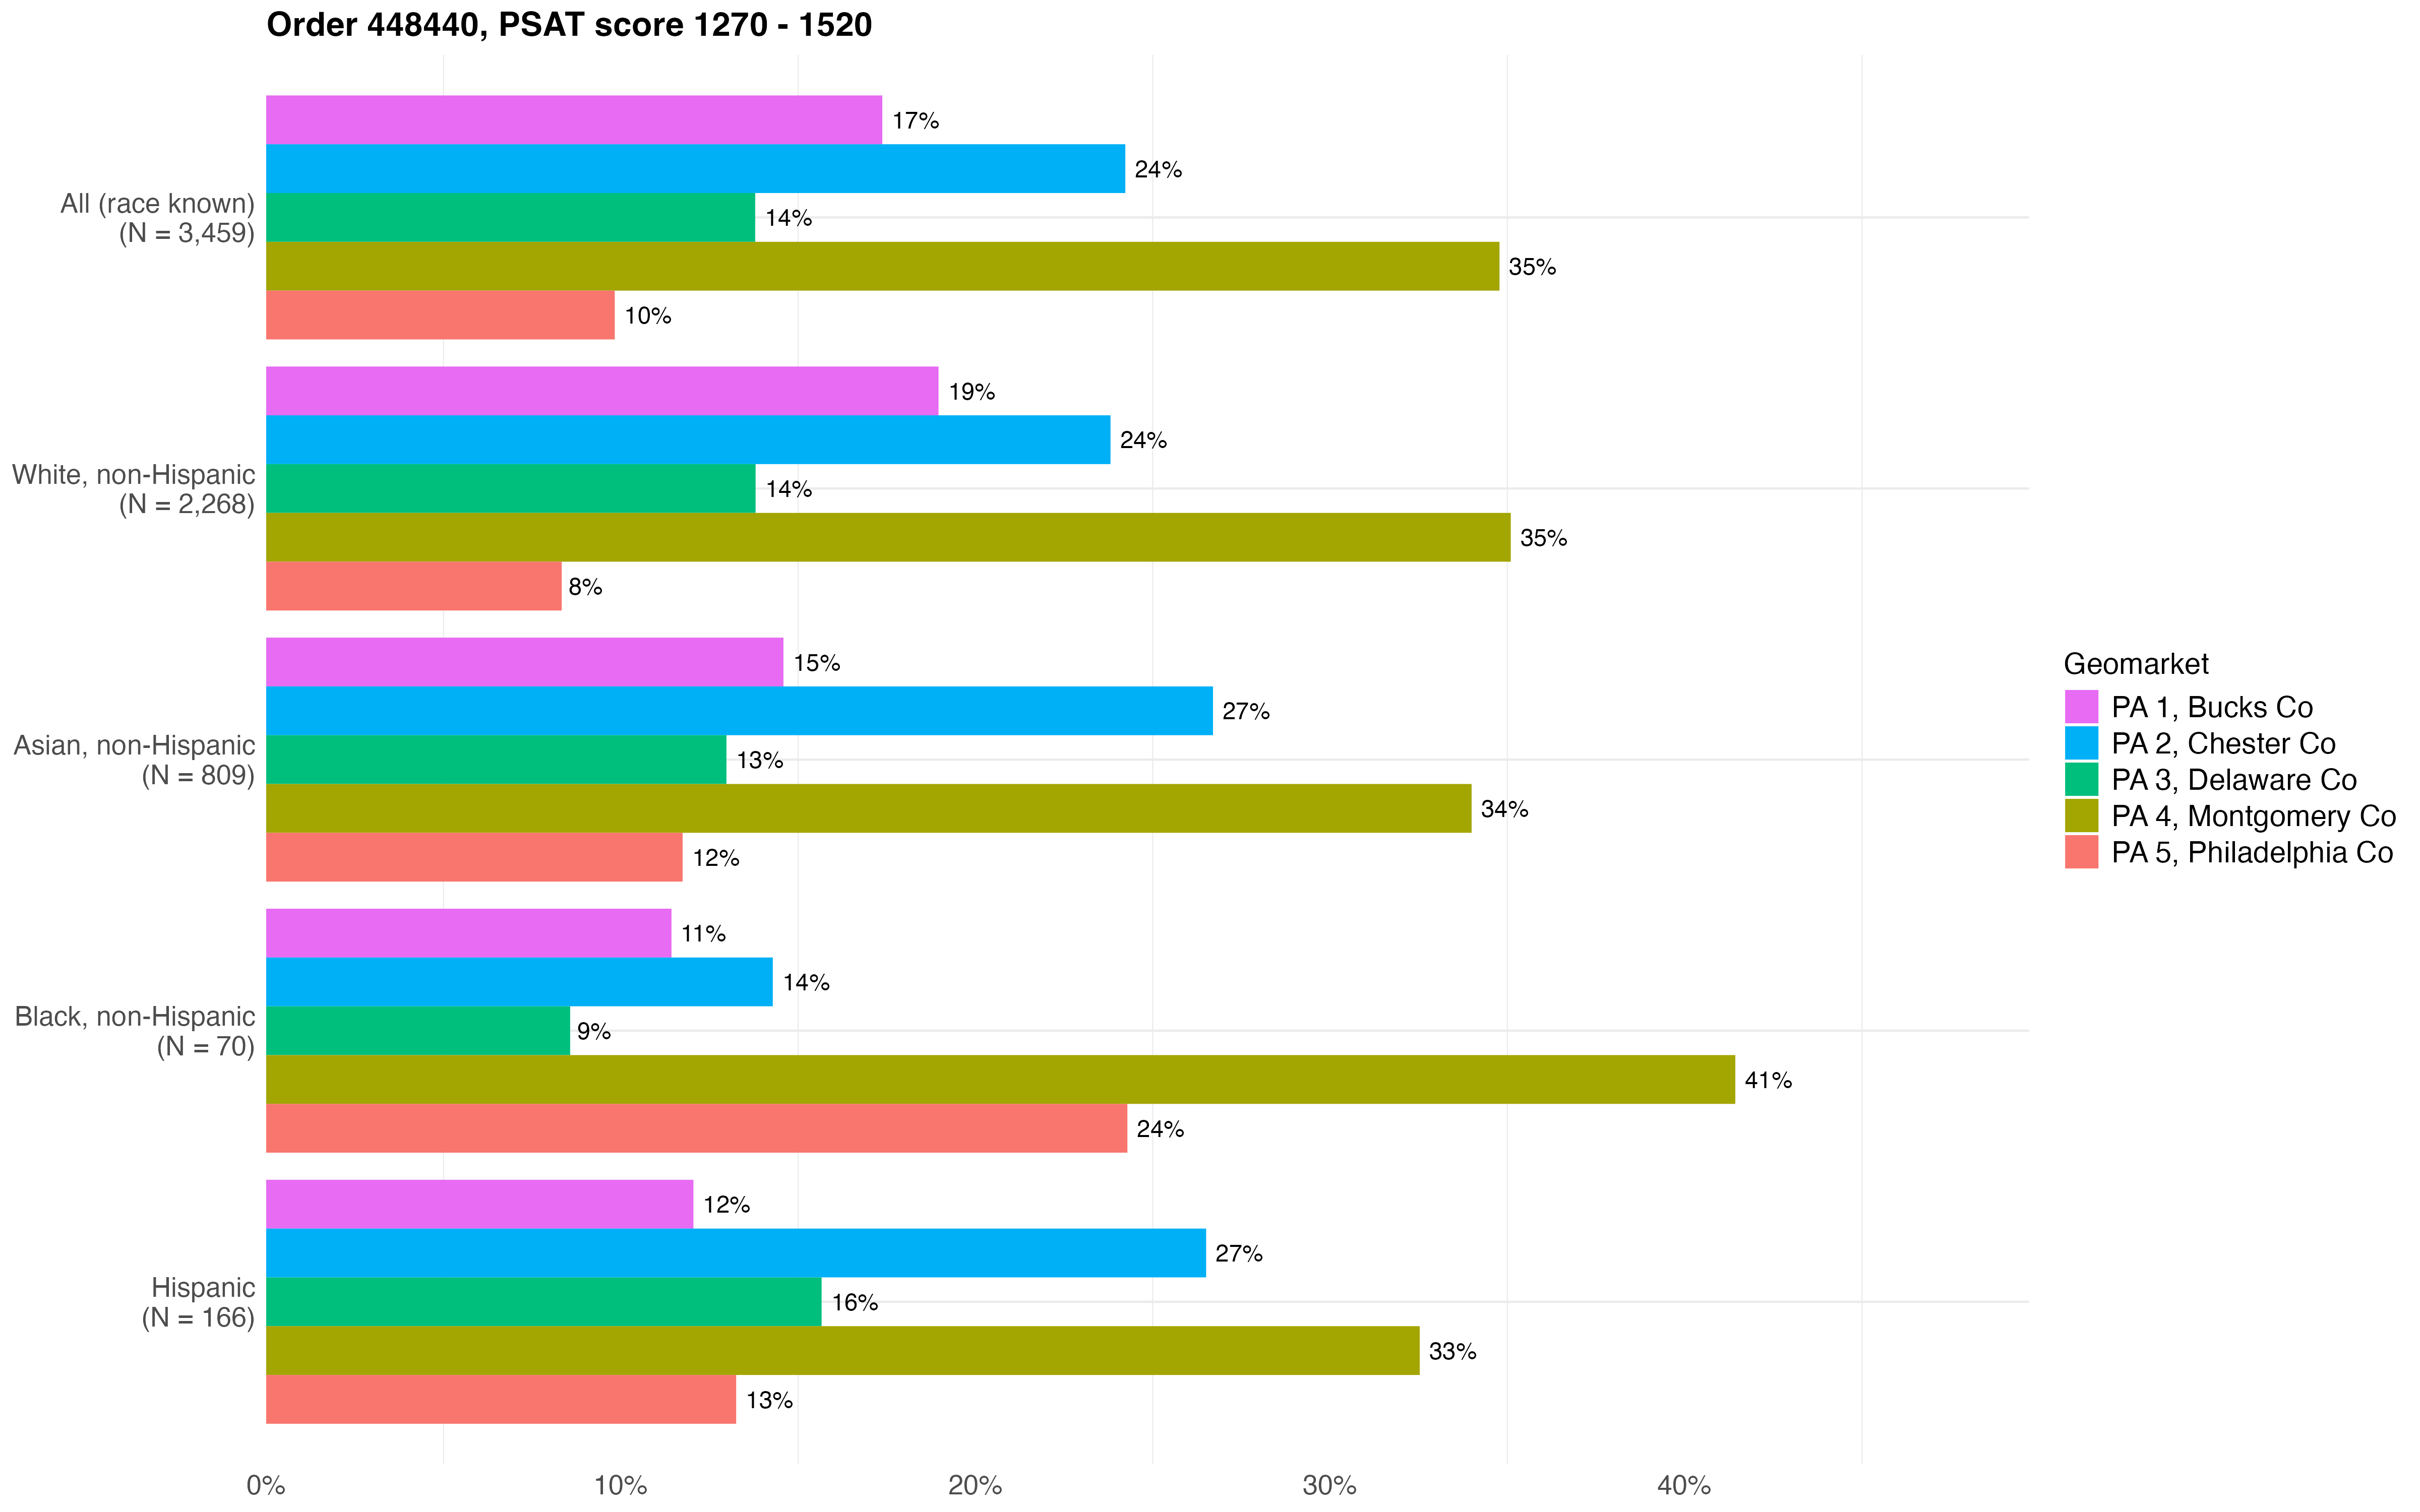 Order 448440, PSAT score 1270 - 1520
All (race known)
(N = 3,459)
17%
24%
14%
35%
10%
White, non-Hispanic
(N = 2,268)
19%
24%
14%
35%
8%
Asian, non-Hispanic
(N = 809)
15%
27%
13%
34%
12%
Black, non-Hispanic
(N = 70)
11%
14%
9%
41%
24%
Hispanic
(N = 166)
12%
27%
16%
33%
13%
0%
10%
20%
30%
40%
Geomarket
PA 1, Bucks Co
PA 2, Chester Co
PA 3, Delaware Co
PA 4, Montgomery Co
PA 5, Philadelphia Co